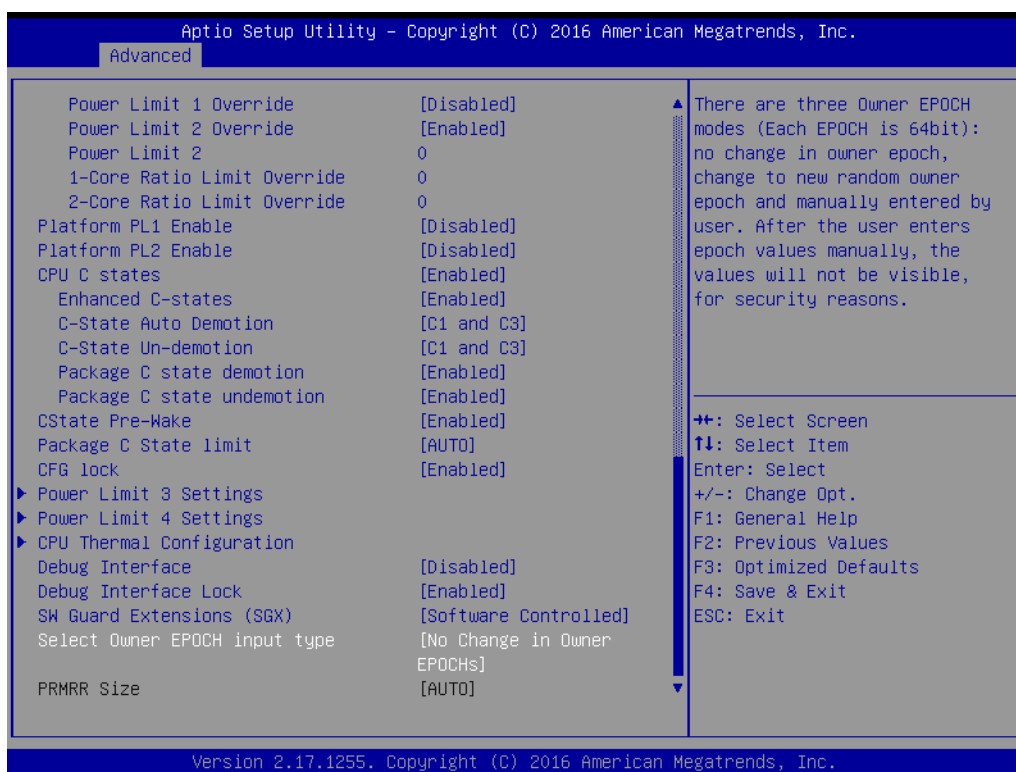 Aptio Setup Utility – Copyright (C) 2016 American Megatrends, Inc.
Advanced
Power Limit 1 Override [Disabled]
Power Limit 2 Override [Enabled]
Power Limit 2 0
1-Core Ratio Limit Override 0
2-Core Ratio Limit Override 0
Platform PL1 Enable [Disabled]
Platform PL2 Enable [Disabled]
CPU C states [Enabled]
Enhanced C-states [Enabled]
C-State Auto Demotion [C1 and C3]
C-State Un-demotion [C1 and C3]
Package C state demotion [Enabled]
Package C state undemotion [Enabled]
CState Pre-Wake [Enabled]
Package C State limit [AUTO]
CFG lock [Enabled]
Power Limit 3 Settings
Power Limit 4 Settings
CPU Thermal Configuration
Debug Interface [Disabled]
Debug Interface Lock [Enabled]
SW Guard Extensions (SGX) [Software Controlled]
Select Owner EPOCH input type [No Change in Owner
EPOCHs]
PRMRR Size [AUTO]
There are three Owner EPOCH
modes (Each EPOCH is 64bit):
no change in owner epoch,
change to new random owner
epoch and manually entered by
user. After the user enters
epoch values manually, the
values will not be visible,
for security reasons.
→←: Select Screen
↑↓: Select Item
Enter: Select
+/-: Change Opt.
F1: General Help
F2: Previous Values
F3: Optimized Defaults
F4: Save & Exit
ESC: Exit
Version 2.17.1255. Copyright (C) 2016 American Megatrends, Inc.